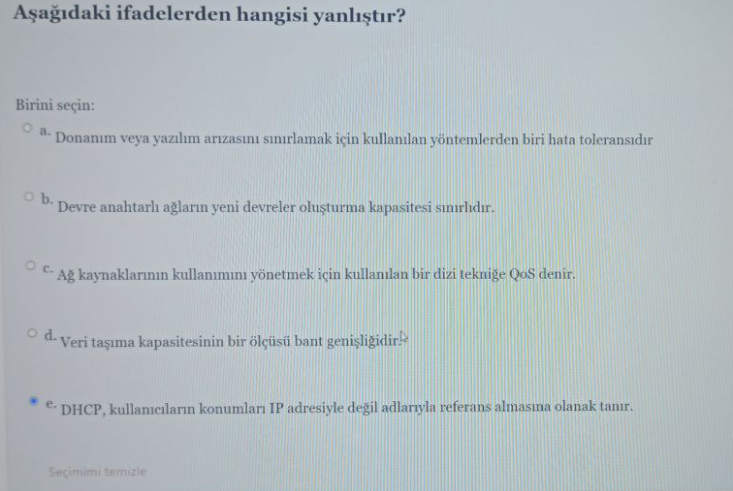 Aşağıdaki ifadelerden hangisi yanlıştır?
Birini seçin:
a. Donanım veya yazılım arızasını sınırlamak için kullanılan yöntemlerden biri hata toleransıdır
b. Devre anahtarlı ağların yeni devreler oluşturma kapasitesi sınırlıdır.
c. Ağ kaynaklarının kullanımını yönetmek için kullanılan bir dizi tekniğe QoS denir.
d. Veri taşıma kapasitesinin bir ölçüsü bant genişliğidir.
e. DHCP, kullanıcıların konumları IP adresiyle değil adlarıyla referans almasına olanak tanır.
Seçimimi temizle